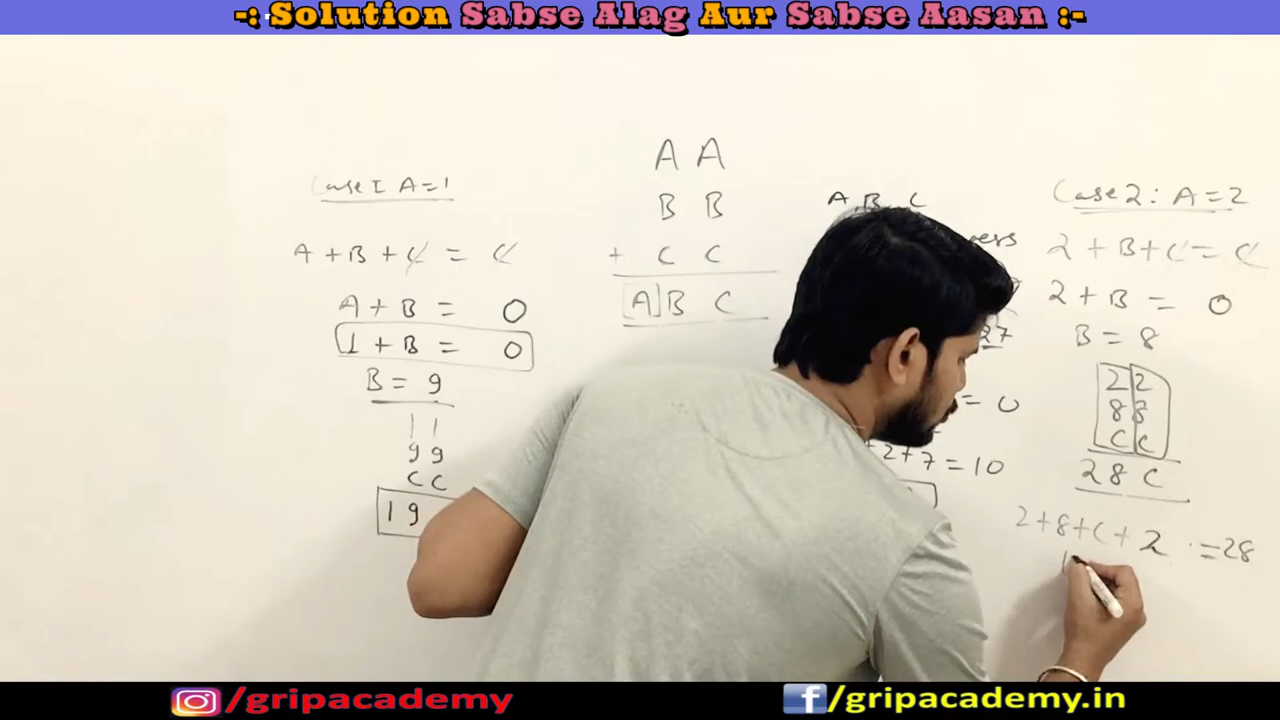 -: Solution Sabse Alag Aur Sabse Aasan :-
Case I A=1
A + B + C = C
A + B = 0
1 + B = 0
B = 9
1 1
9 9
C C
1 9
A A
B B
+ C C
A B C
A, B, C
27
= 0
+2+7=10
Case 2: A=2
2 + B + C = C
2 + B = 0
B = 8
2 2
8 8
C C
2 8 C
2+8+C+2 =28
/gripacademy
/gripacademy.in